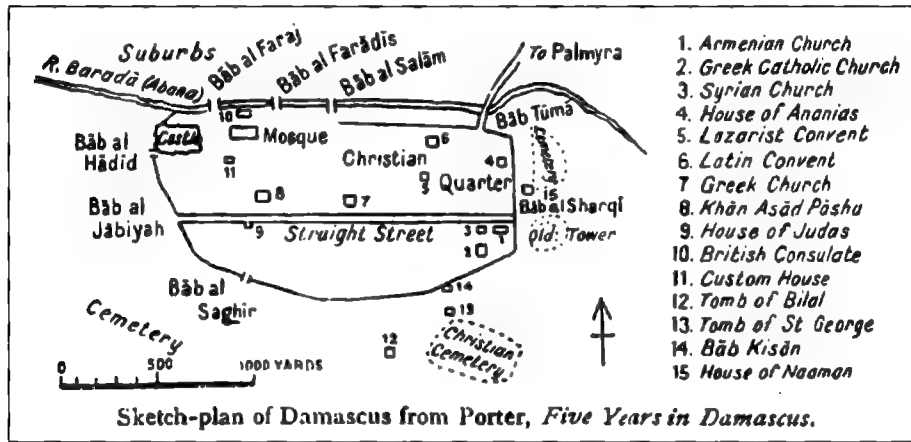 Suburbs
R. Baradà (Abana)
Bāb al Faraj
Bāb al Farādīs
Bāb al Salām
To Palmyra
Bāb Tūmā
Cemetery
10
Castle
Mosque
Bāb al
Hādīd
11
Christian
Quarter
6
4
5
15
Bāb al Sharqī
Bāb al
Jābiyah
8
7
9
Straight Street
3
1
2
Old Tower
Bāb al
Saghir
14
13
12
Cemetery
Christian
Cemetery
0 500 1000 YARDS
1. Armenian Church
2. Greek Catholic Church
3. Syrian Church
4. House of Ananias
5. Lazarist Convent
6. Latin Convent
7 Greek Church
8. Khān Asād Pāsha
9. House of Judas
10. British Consulate
11. Custom House
12. Tomb of Bilal
13. Tomb of St George
14. Bāb Kisān
15 House of Naaman
Sketch-plan of Damascus from Porter, Five Years in Damascus.